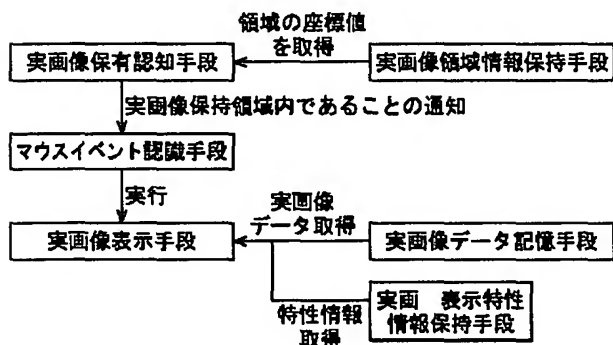 領域の座標値
を取得
実画像保有認知手段
実画像領域情報保持手段
実画像保持領域内であることの通知
マウスイベント認識手段
実行
実画像
データ取得
実画像表示手段
実画像データ記憶手段
特性情報
取得
実画 表示特性
情報保持手段